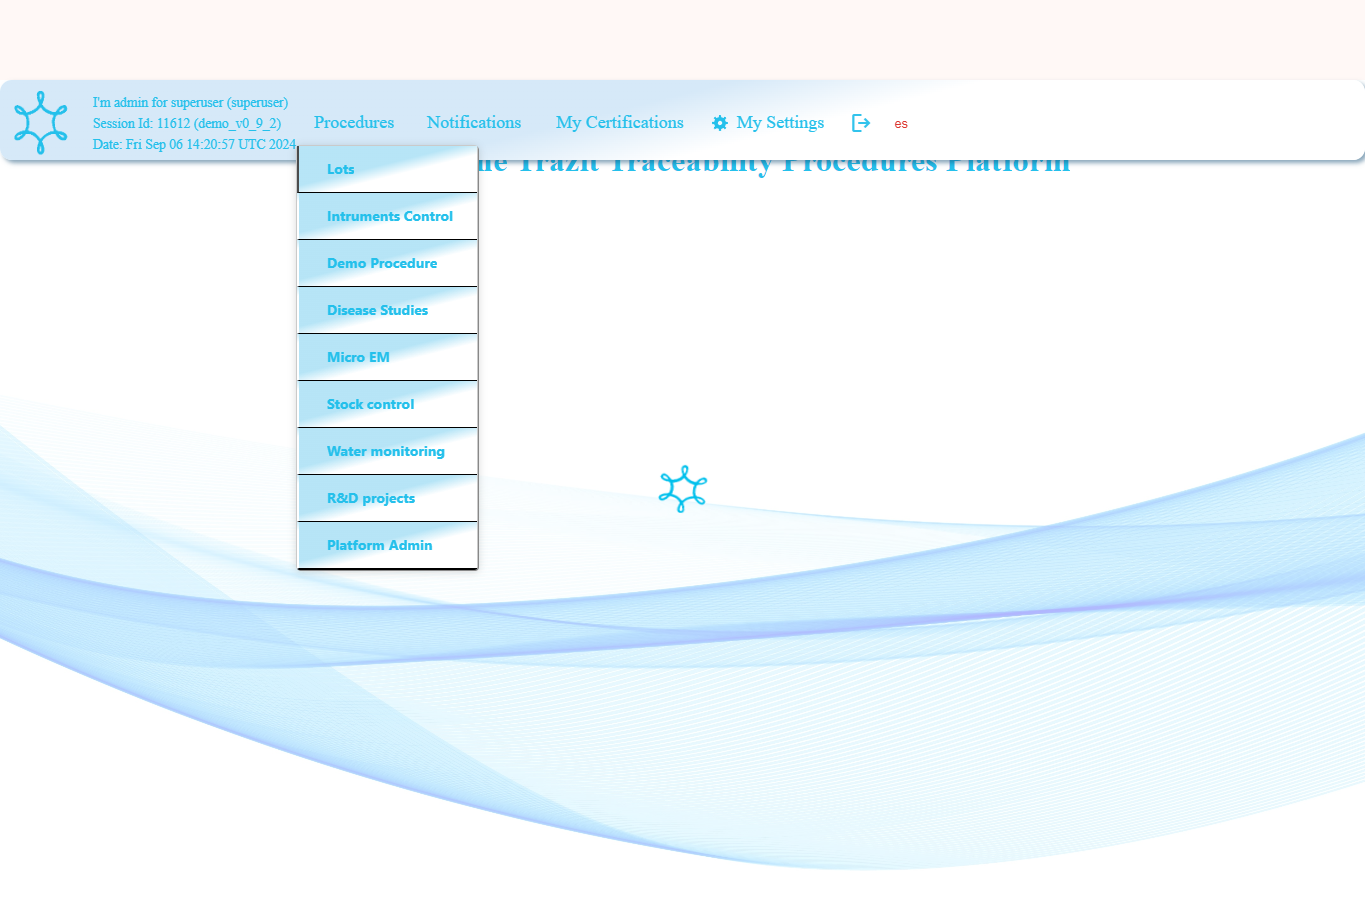 I'm admin for superuser (superuser)
Session Id: 11612 (demo_v0_9_2)
Date: Fri Sep 06 14:20:57 UTC 2024
Procedures
Notifications
My Certifications
My Settings
es
Trazit Traceability Procedures Platform
Lots
Intruments Control
Demo Procedure
Disease Studies
Micro EM
Stock control
Water monitoring
R&D projects
Platform Admin